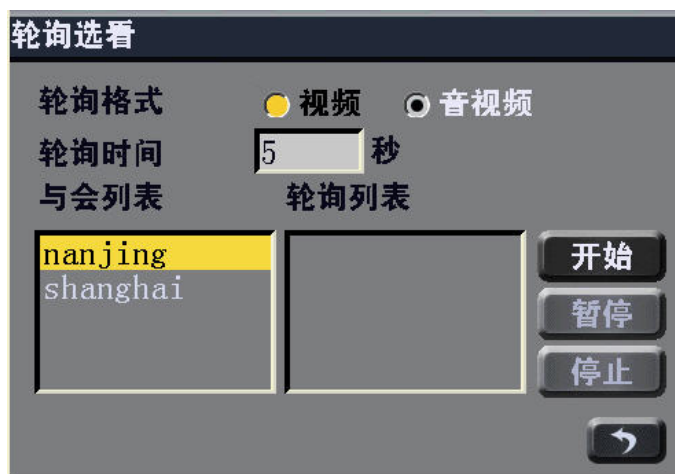 轮询选看
轮询格式 视频 音视频
轮询时间 5 秒
与会列表 轮询列表
nanjing
shanghai
开始
暂停
停止